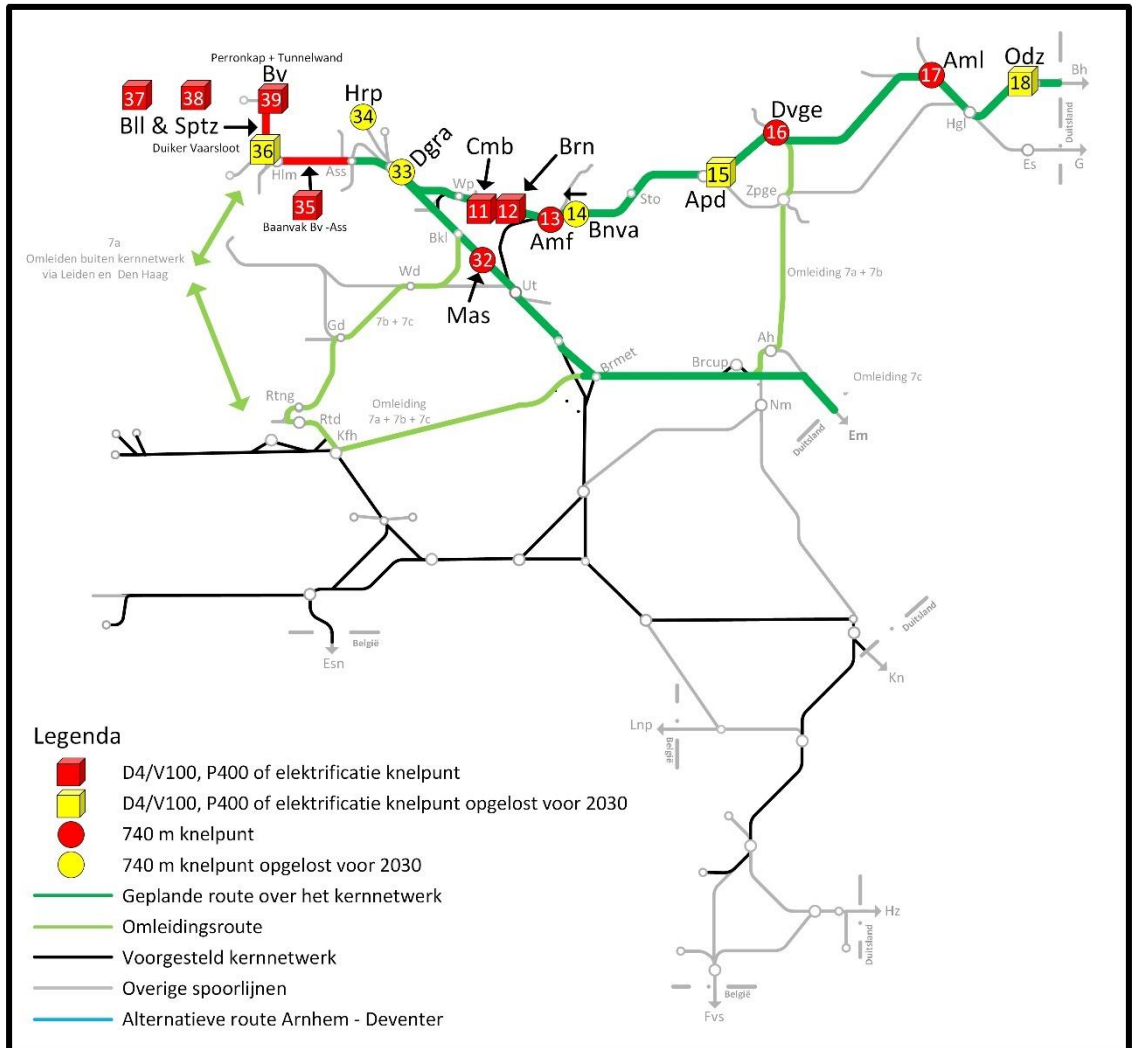 Perronkap + Tunnelwand
Bv
37
38
39
Bll & Sptz
Duiker Vaarsloot
36
Hlm
35
Baanvak Bv -Ass
Ass
Hrp
34
33
Dgra
Wp
Cmb
11
Brn
12
13
Amf
14
Bnva
Sto
15
Apd
Zpge
Dvge
16
17
Aml
Hgl
Odz
18
Bh
Duitsland
Es
G
7a
Omleiden buiten kernnetwerk
via Leiden en Den Haag
Bkl
32
Mas
Wd
Ut
7b + 7c
Gd
Omleiding 7a + 7b
Ah
Brcup
Brmet
Omleiding 7c
Nm
Em
Duitsland
Rtng
Rtd
Kfh
Omleiding
7a + 7b + 7c
België
Esn
Duitsland
Kn
Lnp
België
Hz
Duitsland
België
Fvs
Legenda
D4/V100, P400 of elektrificatie knelpunt
D4/V100, P400 of elektrificatie knelpunt opgelost voor 2030
740 m knelpunt
740 m knelpunt opgelost voor 2030
Geplande route over het kernnetwerk
Omleidingsroute
Voorgesteld kernnetwerk
Overige spoorlijnen
Alternatieve route Arnhem - Deventer